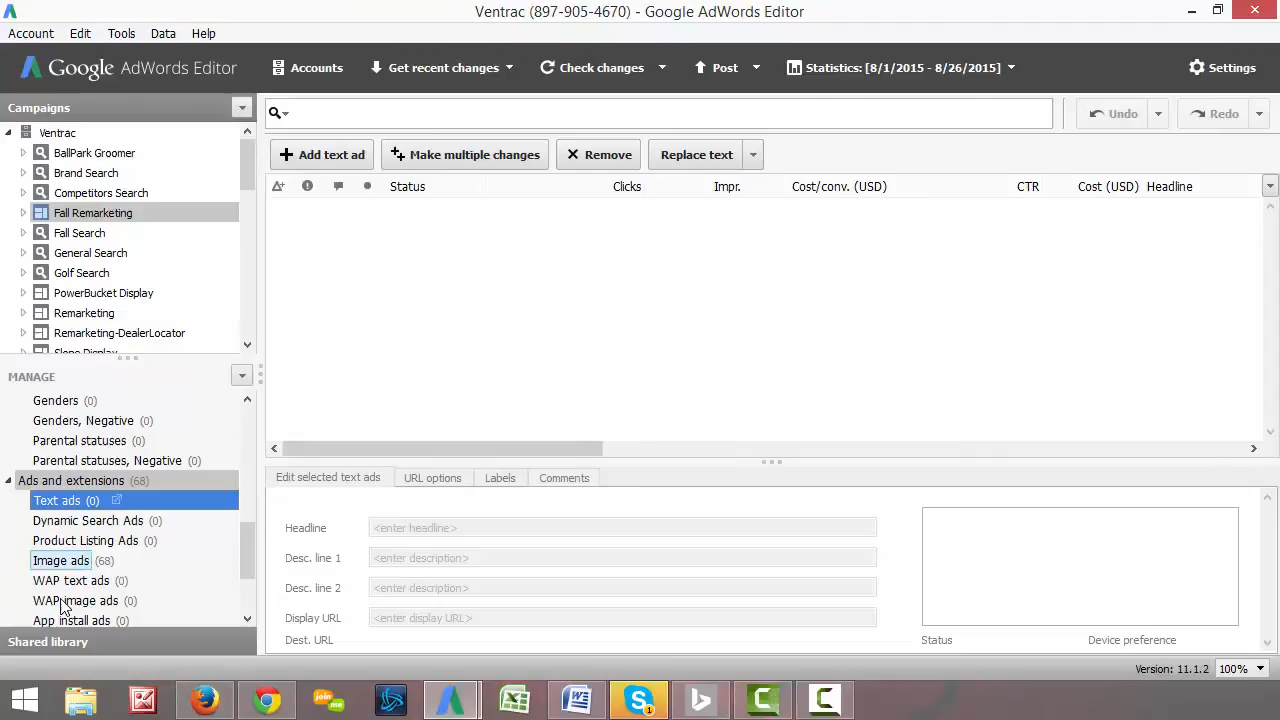 Ventrac (897-905-4670) - Google AdWords Editor
Account Edit Tools Data Help
Google AdWords Editor Accounts Get recent changes Check changes Post Statistics: [8/1/2015 - 8/26/2015] Settings
Campaigns
Undo Redo
Ventrac
BallPark Groomer
Brand Search
Competitors Search
Fall Remarketing
Fall Search
General Search
Golf Search
PowerBucket Display
Remarketing
Remarketing-DealerLocator
Slope Display
Add text ad Make multiple changes Remove Replace text
Status Clicks Impr. Cost/conv. (USD) CTR Cost (USD) Headline
MANAGE
Genders (0)
Genders, Negative (0)
Parental statuses (0)
Parental statuses, Negative (0)
Ads and extensions (68)
Text ads (0)
Dynamic Search Ads (0)
Product Listing Ads (0)
Image ads (68)
WAP text ads (0)
WAP image ads (0)
App install ads (0)
Shared library
Edit selected text ads URL options Labels Comments
Headline <enter headline>
Desc. line 1 <enter description>
Desc. line 2 <enter description>
Display URL <enter display URL>
Dest. URL
Status Device preference
Version: 11.1.2 100%
join me
1